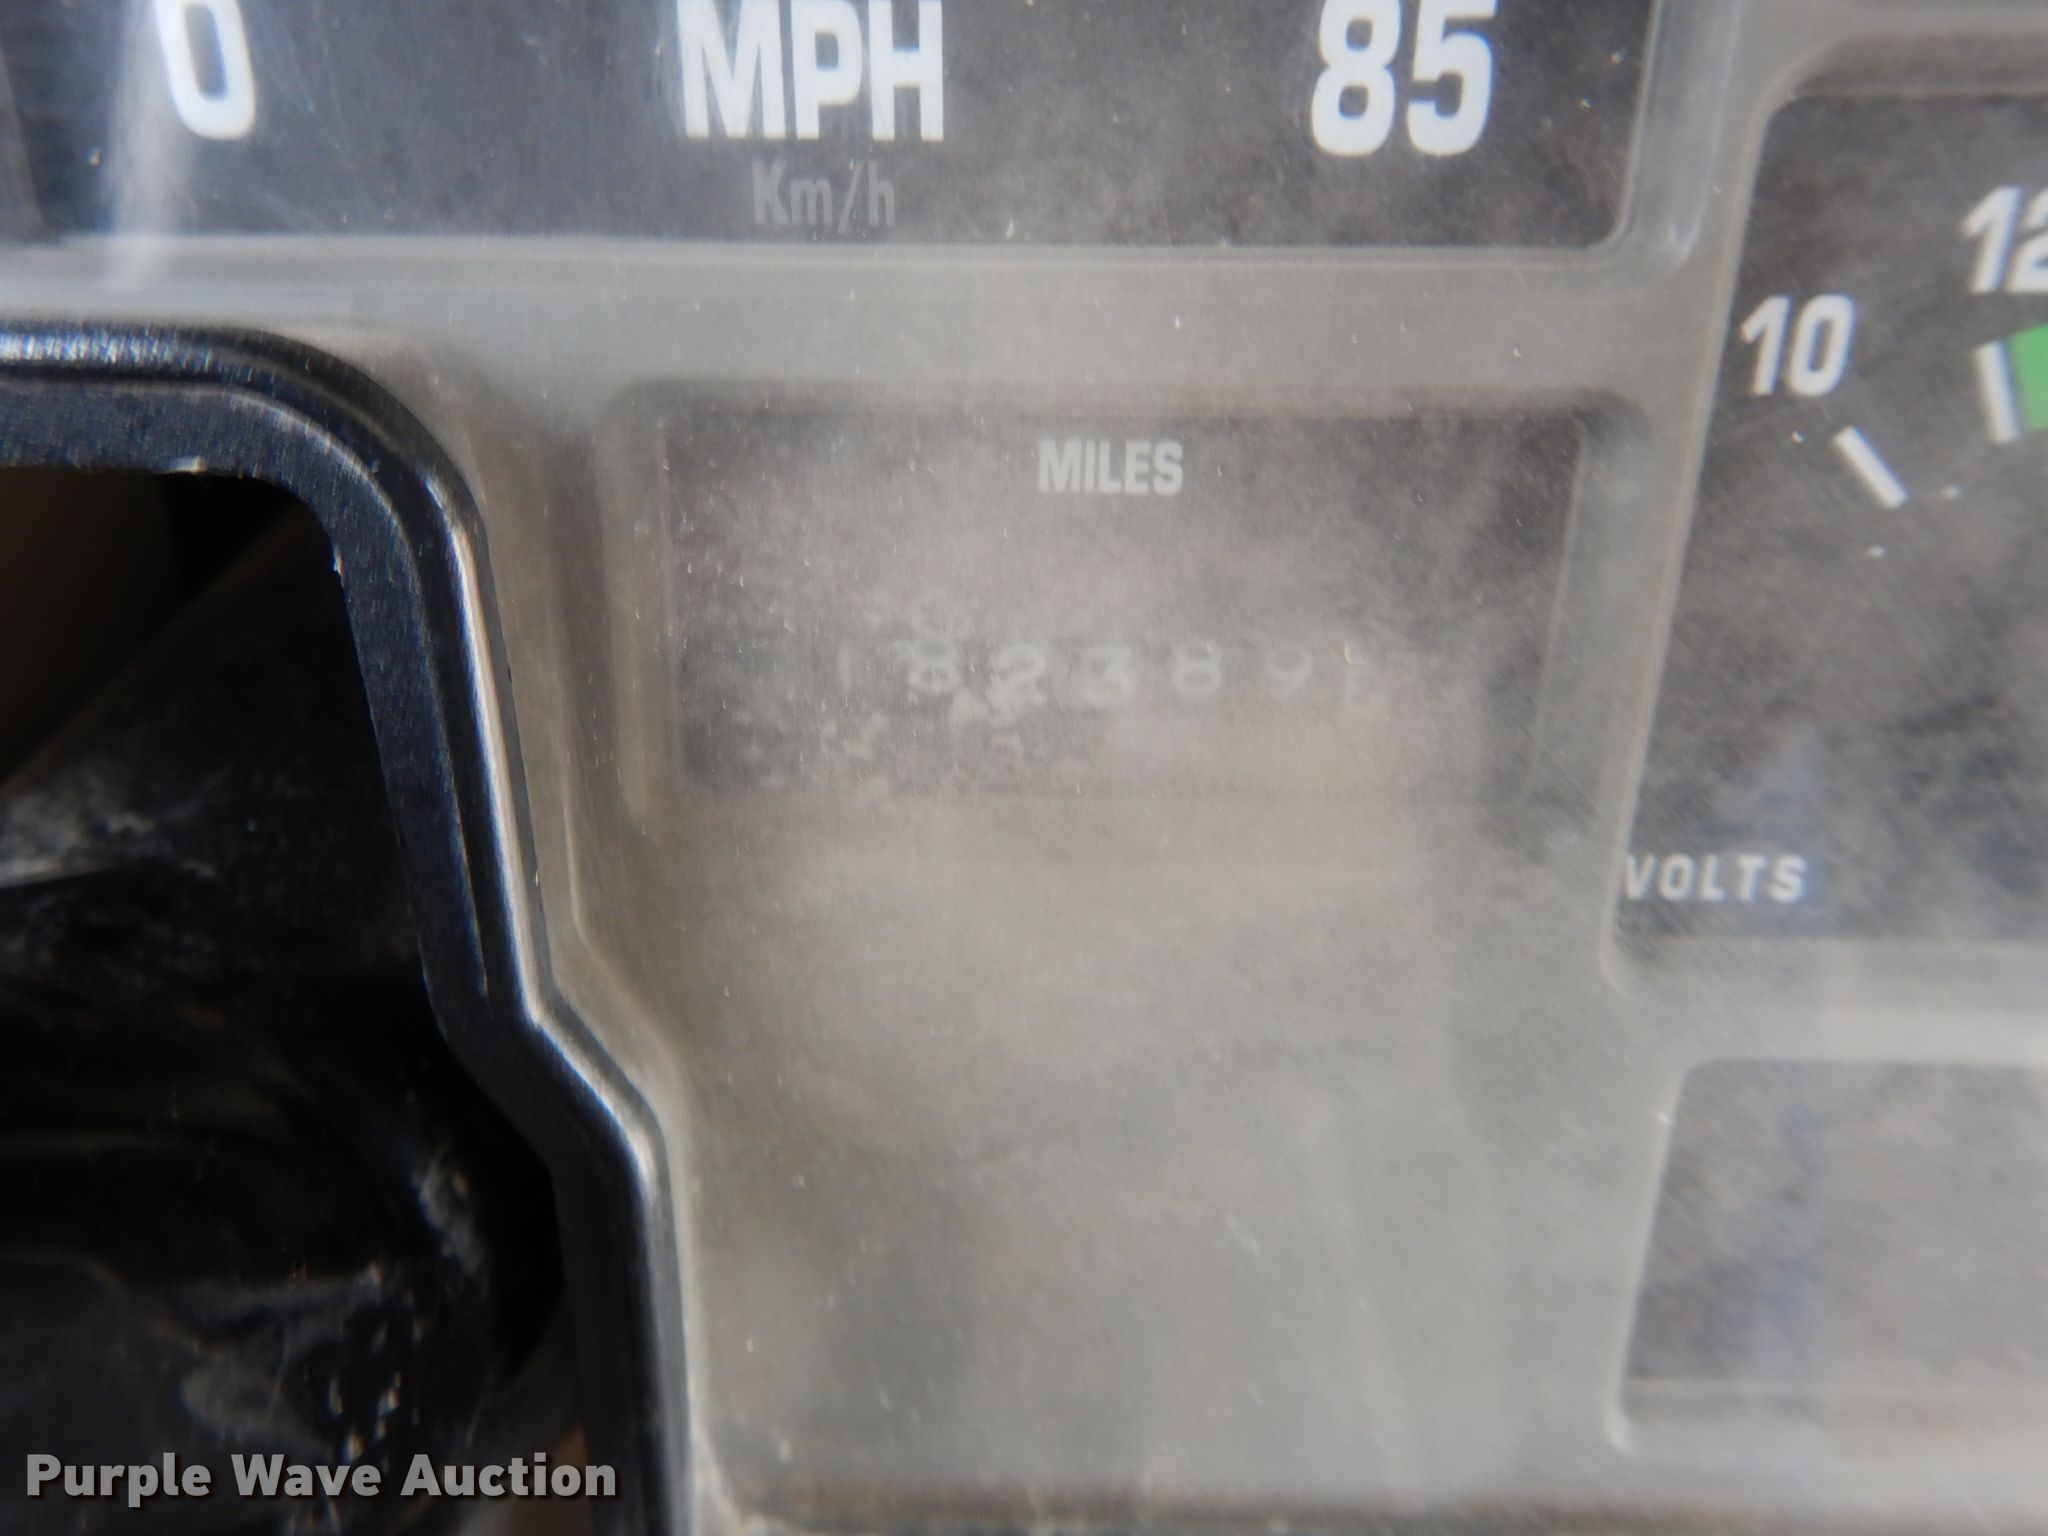 0 MPH 85
Km/h
12
10
MILES
182389
VOLTS
Purple Wave Auction